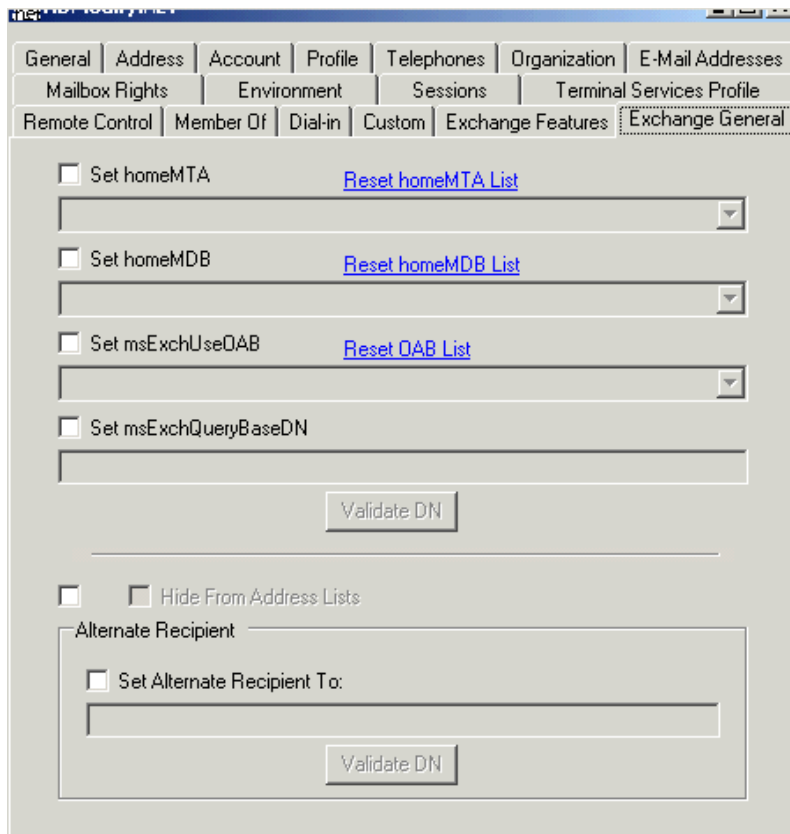 General Address Account Profile Telephones Organization E-Mail Addresses
Mailbox Rights Environment Sessions Terminal Services Profile
Remote Control Member Of Dial-in Custom Exchange Features Exchange General
Set homeMTA Reset homeMTA List
Set homeMDB Reset homeMDB List
Set msExchUseOAB Reset OAB List
Set msExchQueryBaseDN
Validate DN
Hide From Address Lists
Alternate Recipient
Set Alternate Recipient To:
Validate DN